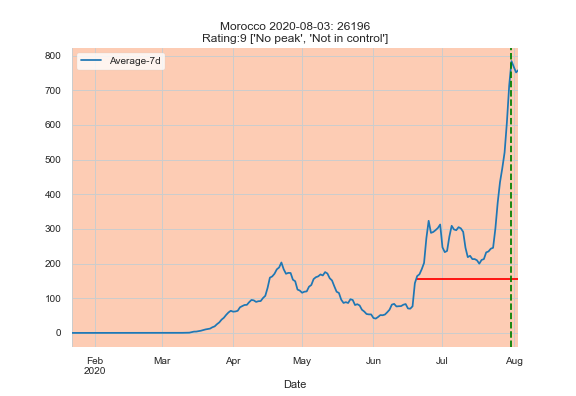 Morocco 2020-08-03: 26196
Rating:9 ['No peak', 'Not in control']
Average-7d
800
700
600
500
400
300
200
100
0
Feb Mar Apr May Jun Jul Aug
2020
Date